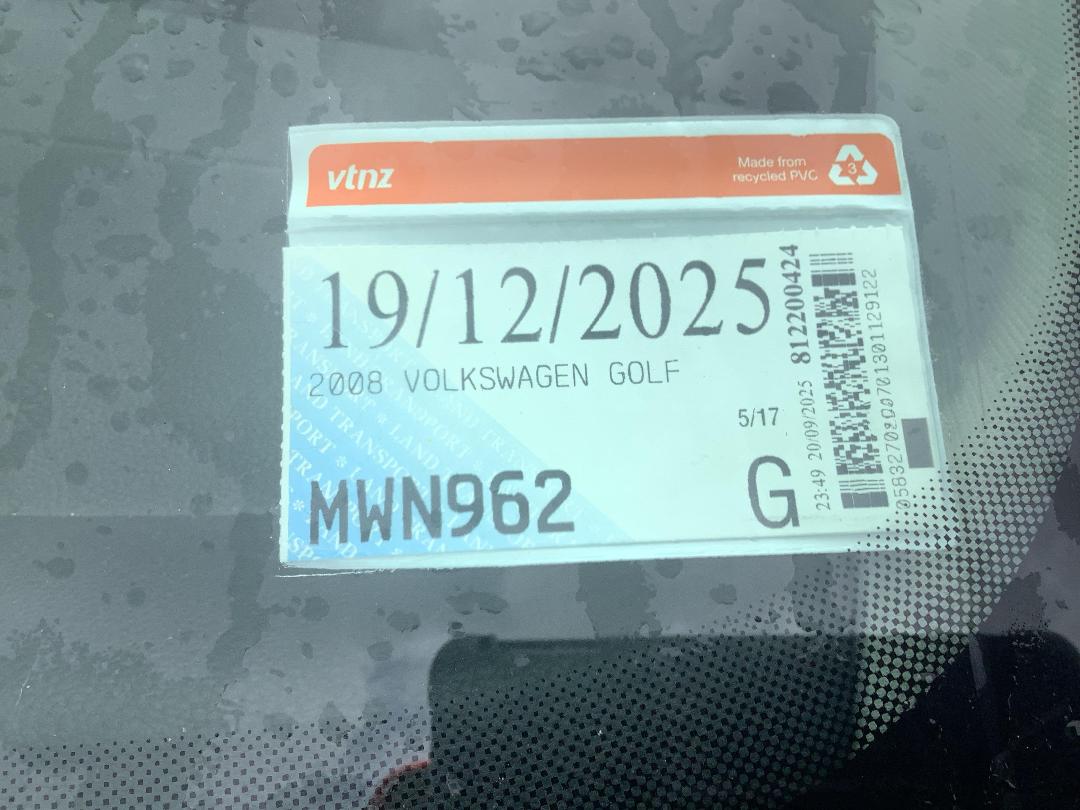 vtnz
Made from
recycled PVC
3
19/12/2025
2008 VOLKSWAGEN GOLF
5/17
MWN962
G
812200424
23:49 20/09/2025